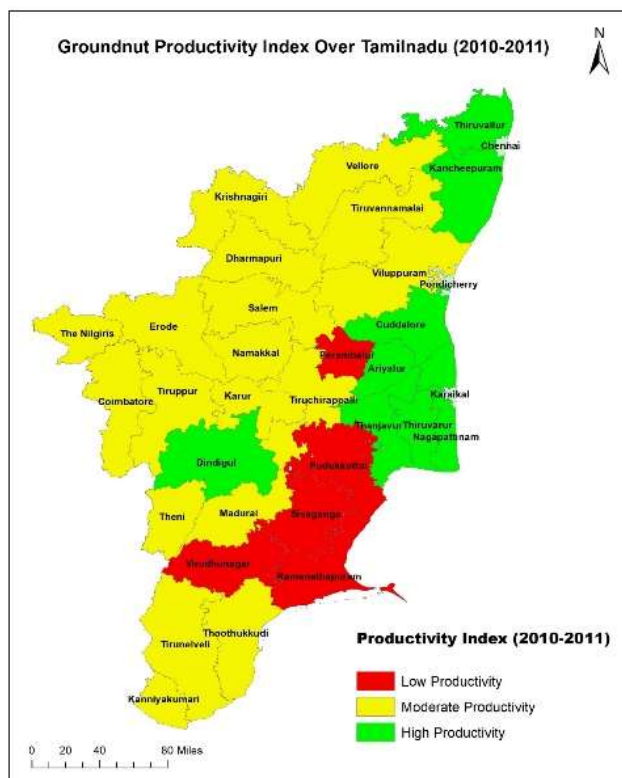 N
Groundnut Productivity Index Over Tamilnadu (2010-2011)
Thiruvallur
Chennai
Kancheepuram
Vellore
Krishnagiri
Tiruvannamalai
Dharmapuri
Viluppuram
Pondicherry
Salem
Cuddalore
The Nilgiris
Erode
Namakkal
Perambalur
Ariyalur
Karaikal
Coimbatore
Tiruppur
Karur
Tiruchirappalli
Thenjavur
Thiruvarur
Nagapattinam
Dindigul
Pudukkottai
Theni
Madurai
Sivaganga
Virudhunagar
Ramanathapuram
Thoothukkudi
Tirunelveli
Kanniyakumari
Productivity Index (2010-2011)
Low Productivity
Moderate Productivity
High Productivity
0 20 40 80 Miles